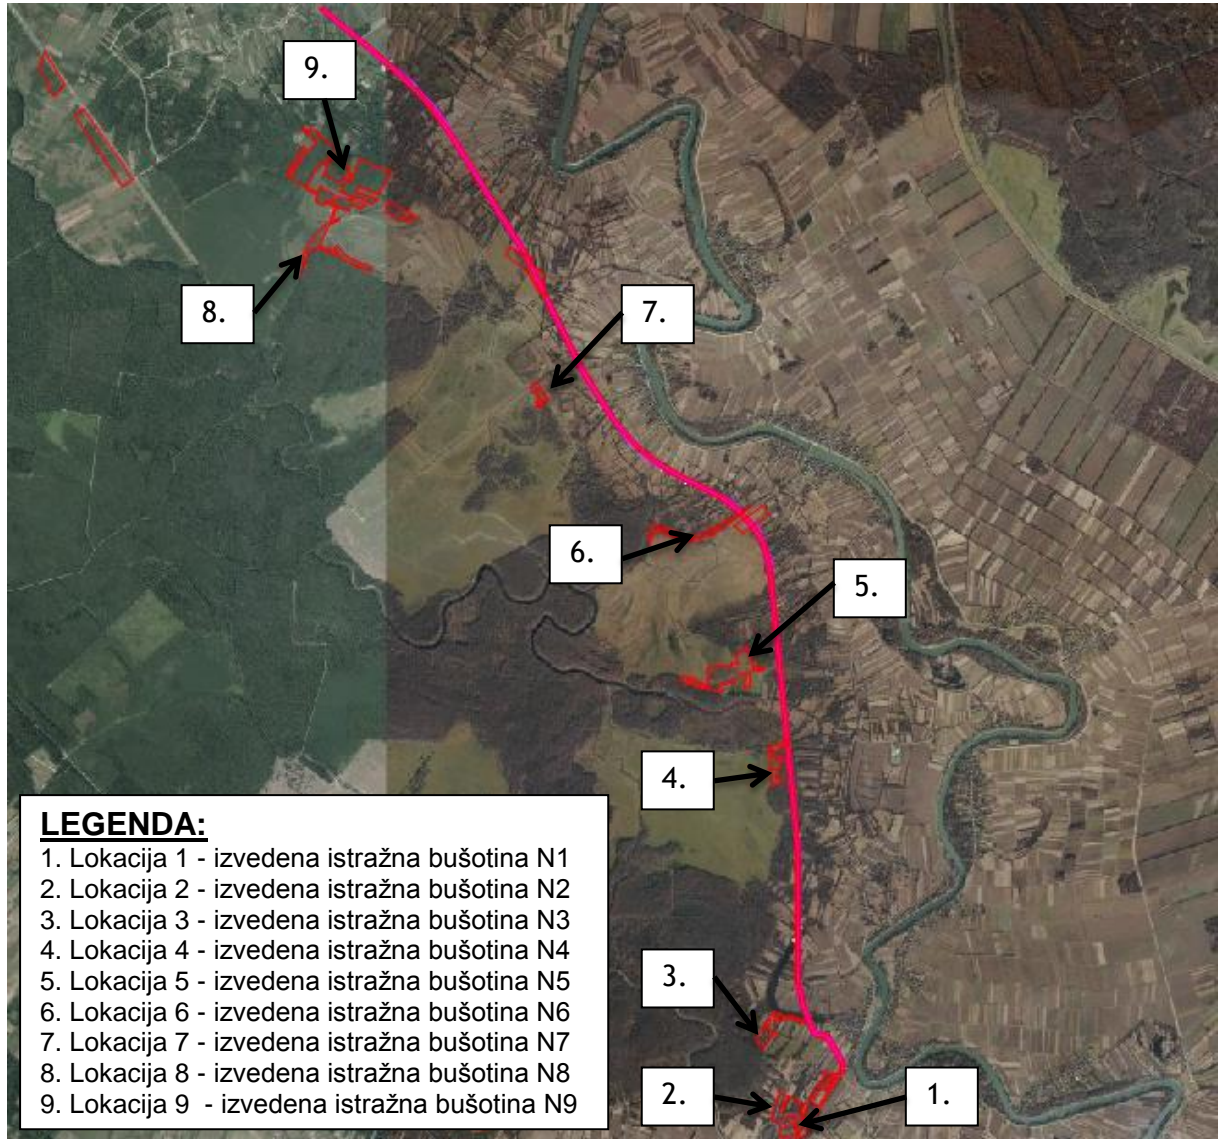 9.
8.
7.
6.
5.
4.
3.
2.
1.
LEGENDA:
1. Lokacija 1 - izvedena istražna bušotina N1
2. Lokacija 2 - izvedena istražna bušotina N2
3. Lokacija 3 - izvedena istražna bušotina N3
4. Lokacija 4 - izvedena istražna bušotina N4
5. Lokacija 5 - izvedena istražna bušotina N5
6. Lokacija 6 - izvedena istražna bušotina N6
7. Lokacija 7 - izvedena istražna bušotina N7
8. Lokacija 8 - izvedena istražna bušotina N8
9. Lokacija 9 - izvedena istražna bušotina N9